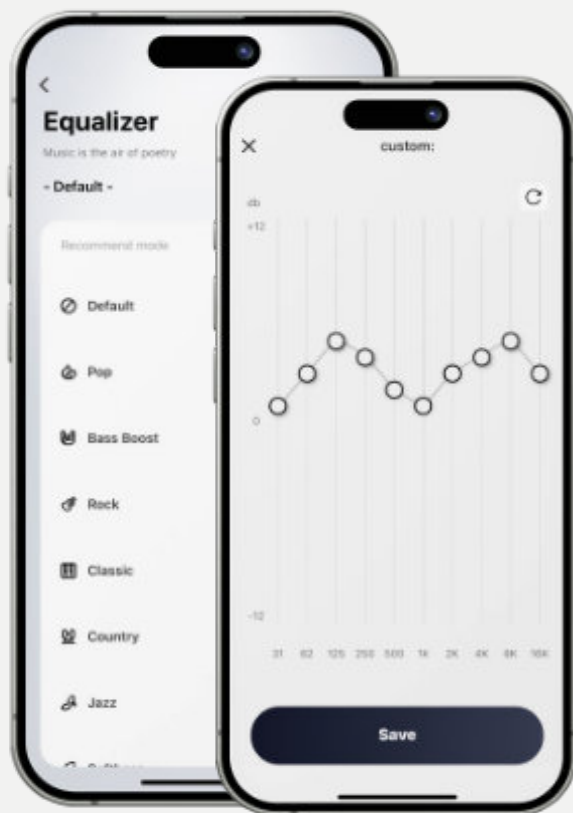 Equalizer
Music is the air of poetry
- Default -
Recommend mode
Default
Pop
Bass Boost
Rock
Classic
Country
Jazz
custom:
db
+12
0
-12
31 62 125 250 500 1K 2K 4K 8K 16K
Save